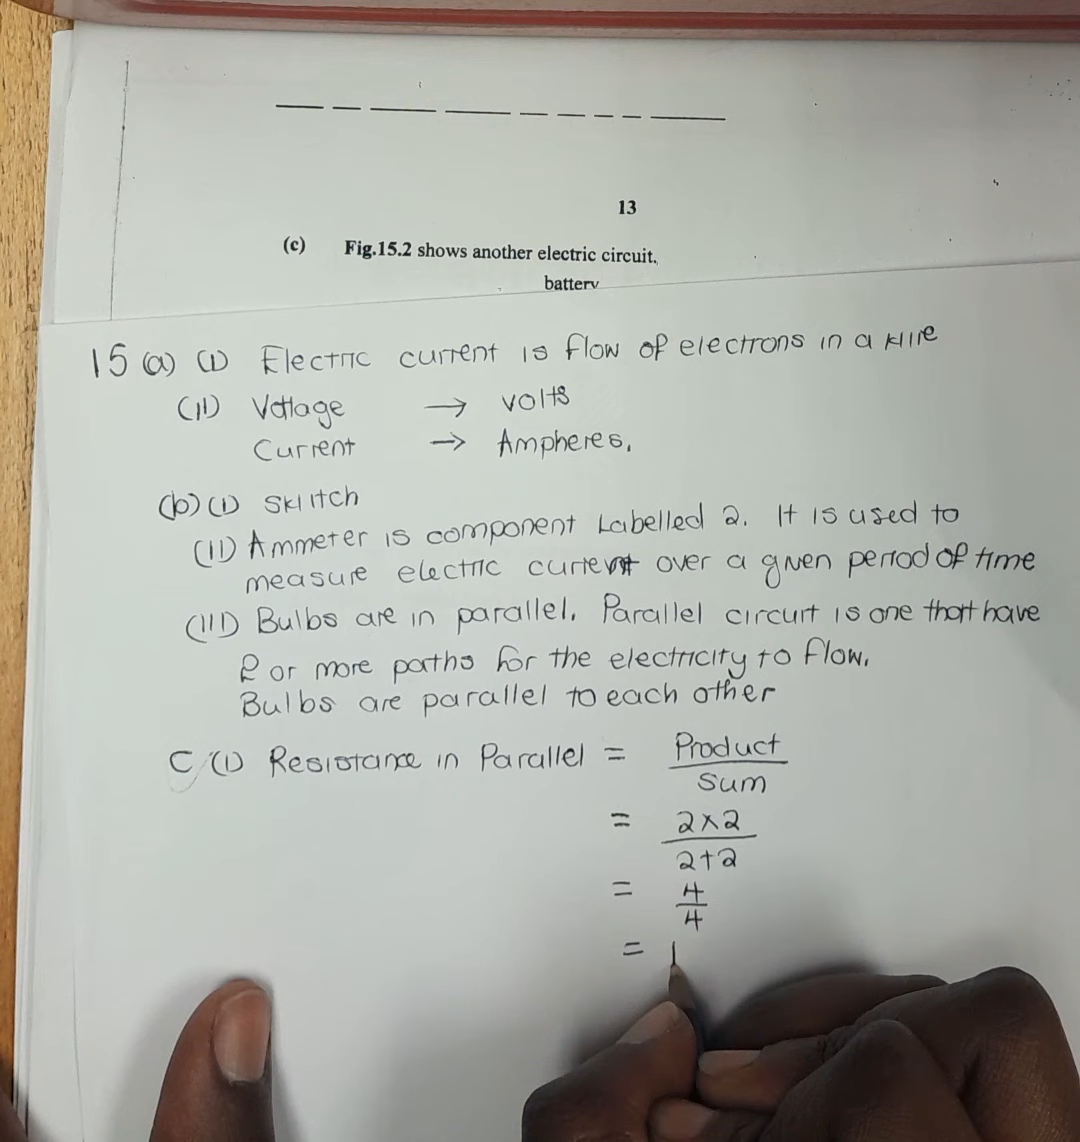 13
(c) Fig.15.2 shows another electric circuit.
battery
15 (a) (i) Electric current is flow of electrons in a wire
(ii) Votlage → volts
Current → Ampheres.
(b) (i) Skiitch
(ii) Ammeter is component Labelled 2. It is used to
measure electric current over a given period of time
(iii) Bulbs are in parallel. Parallel circuit is one that have
2 or more paths for the electricity to flow.
Bulbs are parallel to each other
C (i) Resistance in Parallel = Product
Sum
= 2×2
2+2
= 4
4
= 1